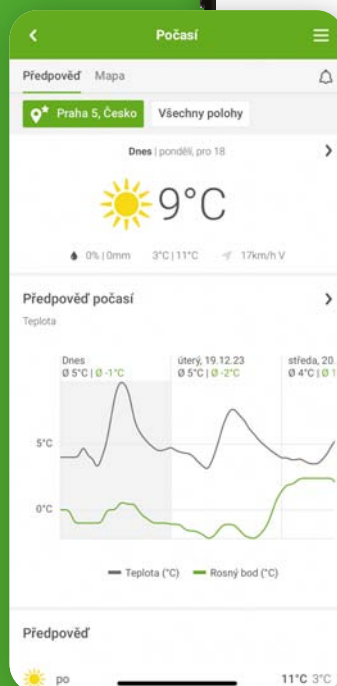 Počasí
Předpověď Mapa
Praha 5, Česko Všechny polohy
Dnes | pondělí, pro 18
9°C
0% | 0mm 3°C | 11°C 17km/h V
Předpověď počasí
Teplota
Dnes úterý, 19.12.23 středa, 20.
Ø 5°C | Ø -1°C Ø 5°C | Ø -2°C Ø 4°C | Ø 1
5°C
0°C
Teplota (°C) Rosný bod (°C)
Předpověď
po 11°C 3°C